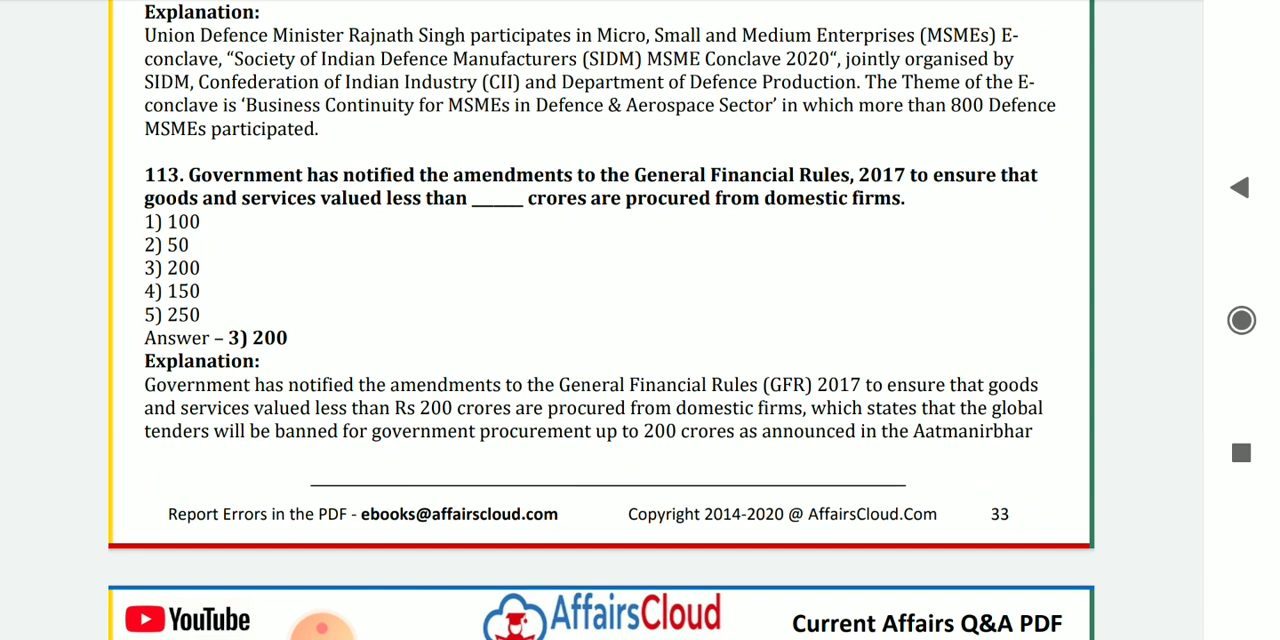 Explanation:
Union Defence Minister Rajnath Singh participates in Micro, Small and Medium Enterprises (MSMEs) E-
conclave, “Society of Indian Defence Manufacturers (SIDM) MSME Conclave 2020“, jointly organised by
SIDM, Confederation of Indian Industry (CII) and Department of Defence Production. The Theme of the E-
conclave is ‘Business Continuity for MSMEs in Defence & Aerospace Sector’ in which more than 800 Defence
MSMEs participated.
113. Government has notified the amendments to the General Financial Rules, 2017 to ensure that
goods and services valued less than ______ crores are procured from domestic firms.
1) 100
2) 50
3) 200
4) 150
5) 250
Answer – 3) 200
Explanation:
Government has notified the amendments to the General Financial Rules (GFR) 2017 to ensure that goods
and services valued less than Rs 200 crores are procured from domestic firms, which states that the global
tenders will be banned for government procurement up to 200 crores as announced in the Aatmanirbhar
Report Errors in the PDF - ebooks@affairscloud.com Copyright 2014-2020 @ AffairsCloud.Com 33
YouTube AffairsCloud Current Affairs Q&A PDF